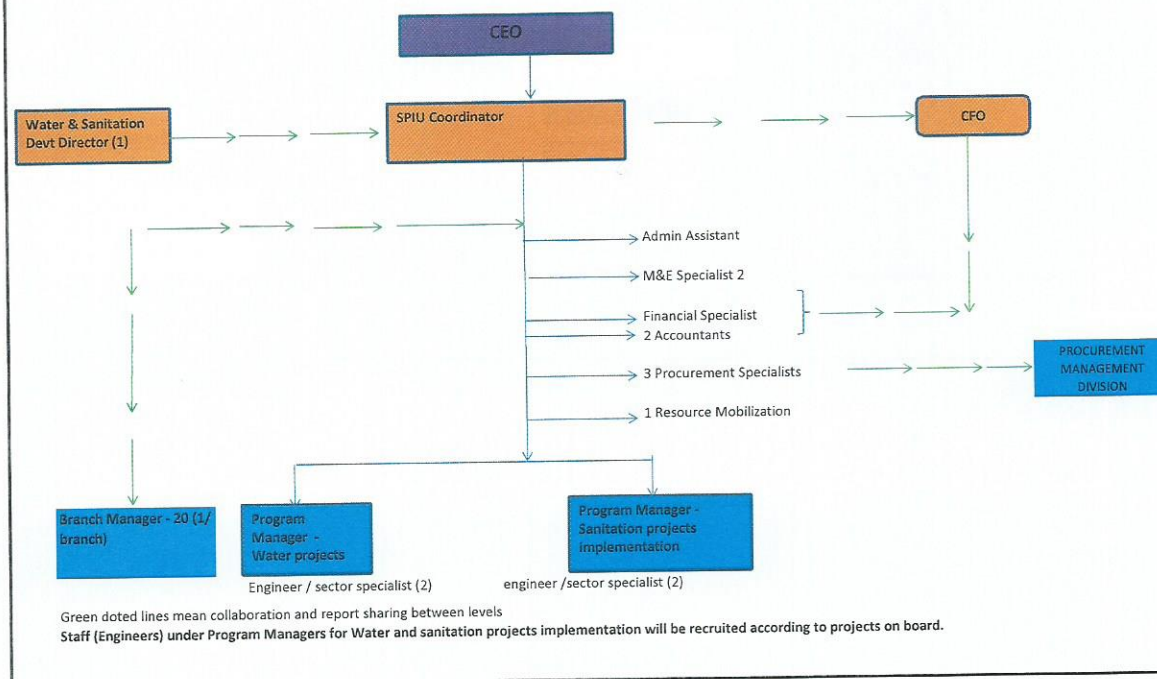 CEO
Water & Sanitation
Devt Director (1)
SPIU Coordinator
CFO
Admin Assistant
M&E Specialist 2
Financial Specialist
2 Accountants
3 Procurement Specialists
PROCUREMENT
MANAGEMENT
DIVISION
1 Resource Mobilization
Branch Manager - 20 (1/
branch)
Program
Manager -
Water projects
Program Manager -
Sanitation projects
implementation
Engineer / sector specialist (2)
engineer /sector specialist (2)
Green doted lines mean collaboration and report sharing between levels
Staff (Engineers) under Program Managers for Water and sanitation projects implementation will be recruited according to projects on board.